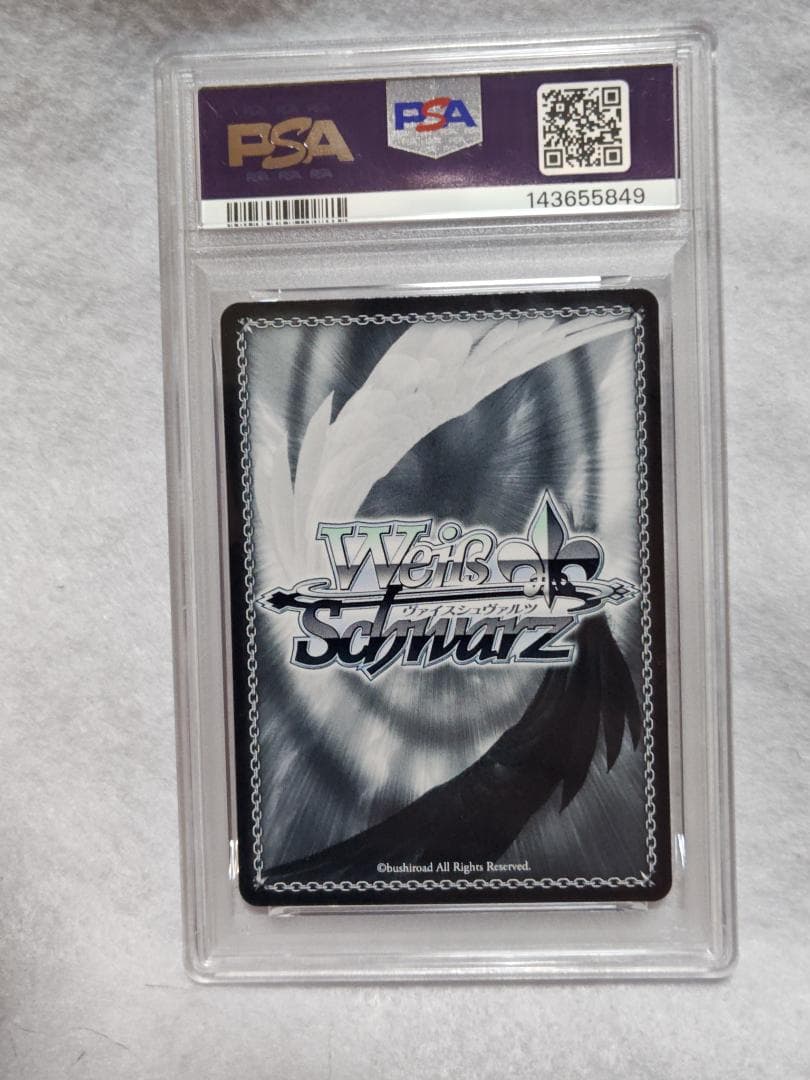 PSA
PSA
143655849
Weiß
ヴァイスシュヴァルツ
Schwarz
©bushiroad All Rights Reserved.